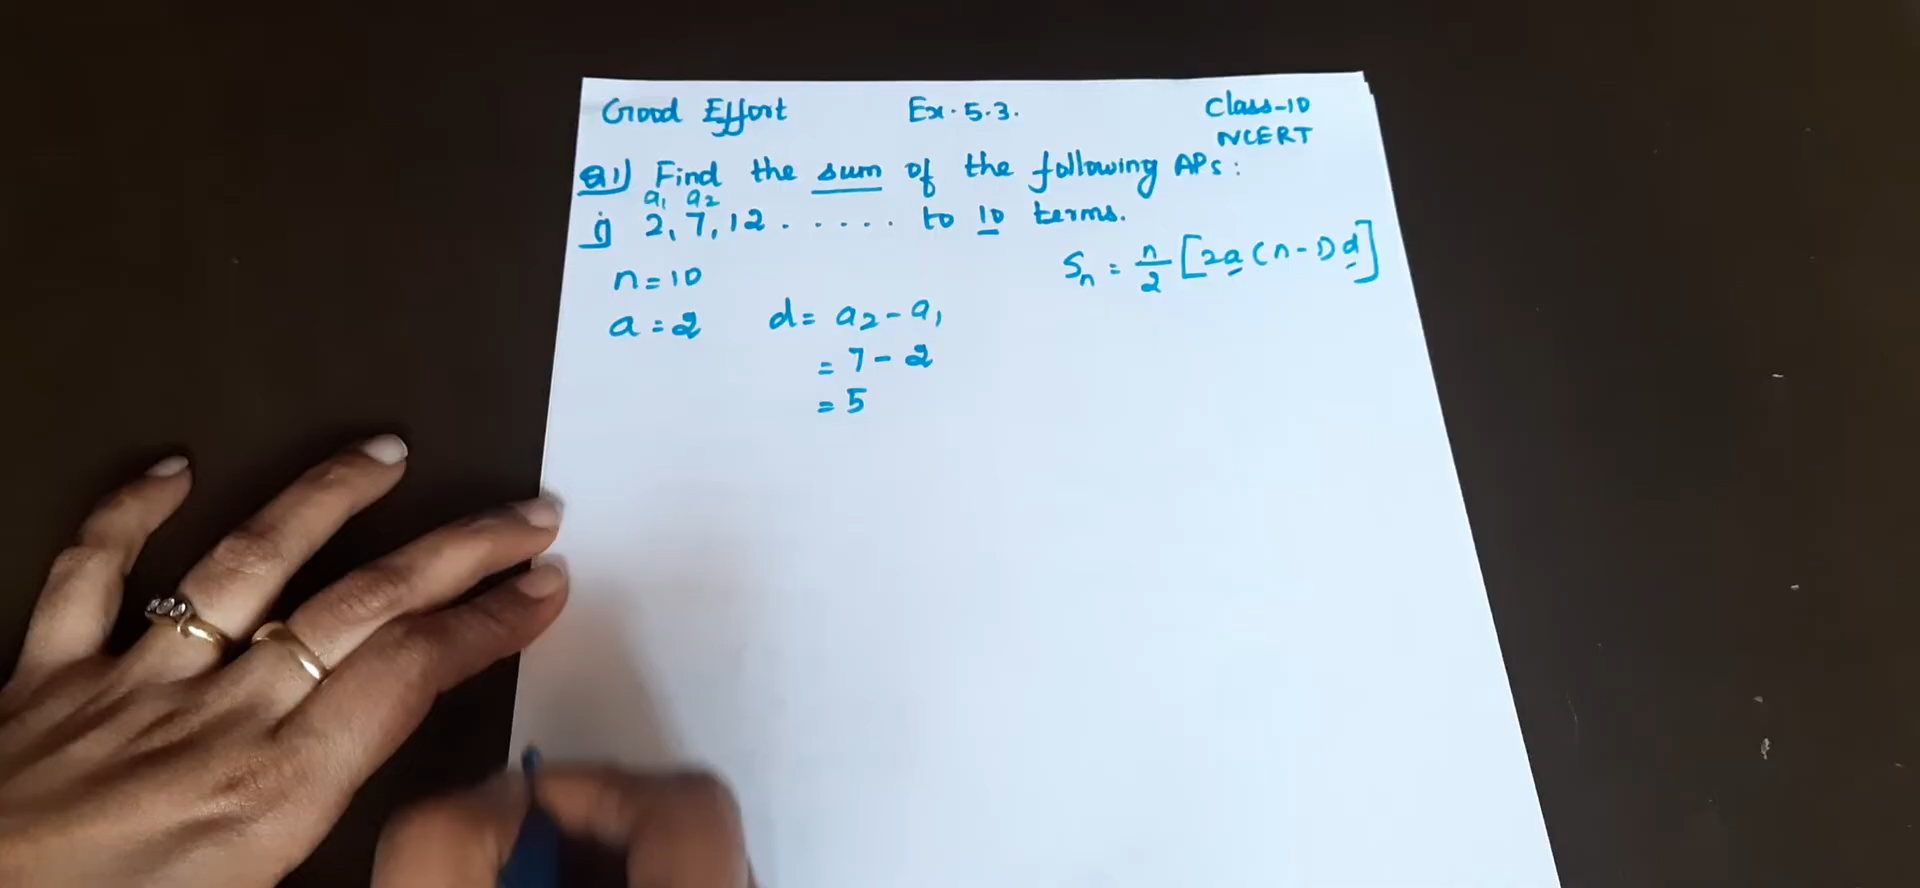 Good Effort Ex. 5.3. Class-10
NCERT
Q1) Find the sum of the following APs:
a1 a2
i) 2, 7, 12 . . . . . . to 10 terms.
Sn = n/2 [2a (n-1) d]
n = 10
a = 2 d = a2 - a1
= 7 - 2
= 5